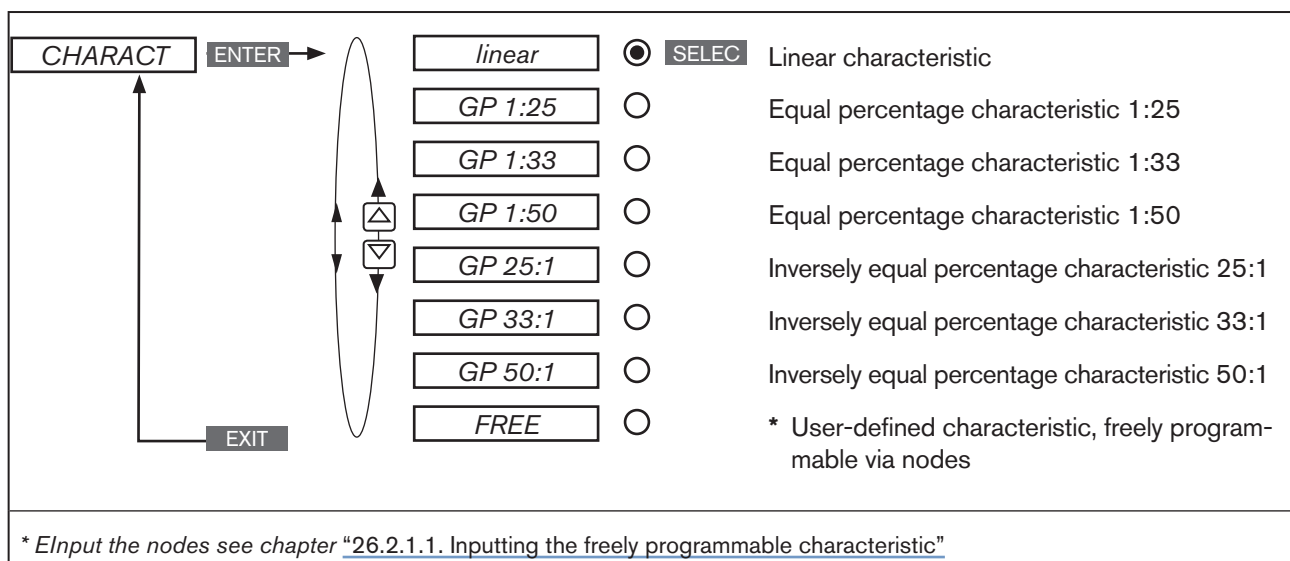 CHARACT ENTER linear SELEC Linear characteristic
GP 1:25 Equal percentage characteristic 1:25
GP 1:33 Equal percentage characteristic 1:33
GP 1:50 Equal percentage characteristic 1:50
GP 25:1 Inversely equal percentage characteristic 25:1
GP 33:1 Inversely equal percentage characteristic 33:1
GP 50:1 Inversely equal percentage characteristic 50:1
EXIT FREE * User-defined characteristic, freely program-
mable via nodes
* EInput the nodes see chapter “26.2.1.1. Inputting the freely programmable characteristic”